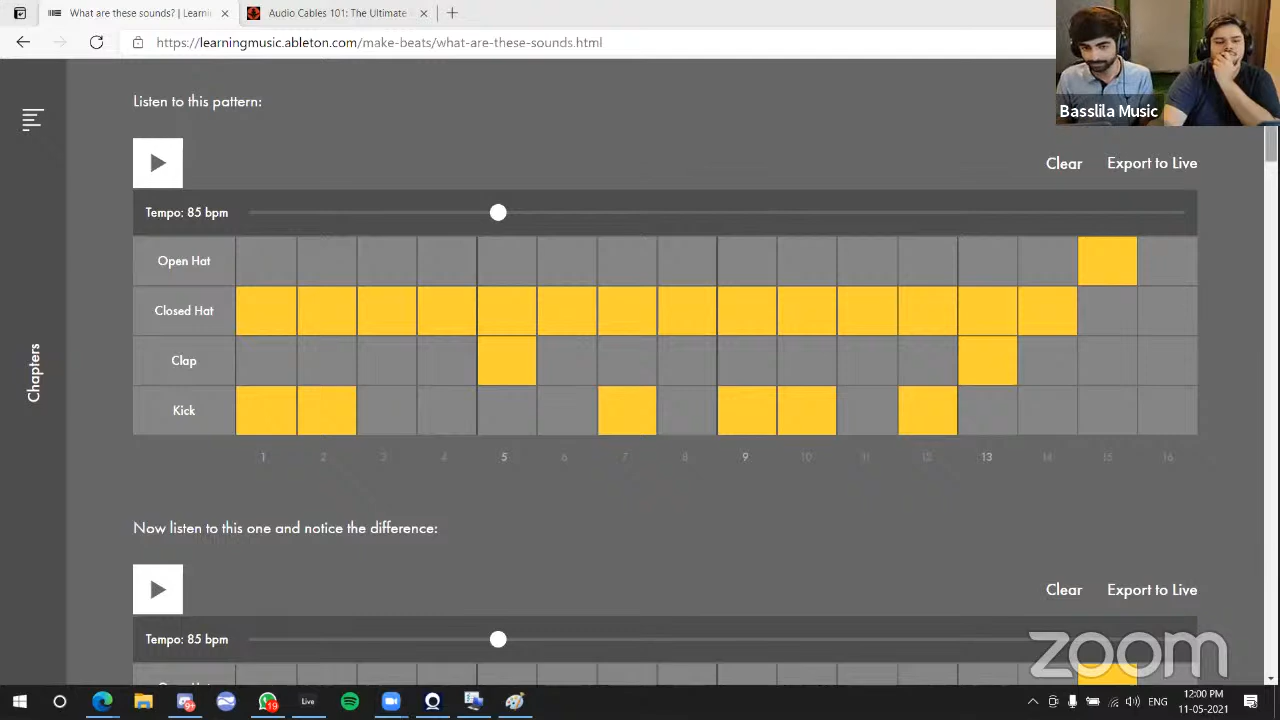 What are these sounds? | Learni
Audio Cables 101: The Ultimate
https://learningmusic.ableton.com/make-beats/what-are-these-sounds.html
Basslila Music
Listen to this pattern:
Clear Export to Live
Tempo: 85 bpm
Open Hat
Closed Hat
Clap
Kick
1 2 3 4 5 6 7 8 9 10 11 12 13 14 15 16
Chapters
Now listen to this one and notice the difference:
Clear Export to Live
Tempo: 85 bpm
Open Hat
zoom
19
Live
ENG
12:00 PM
11-05-2021